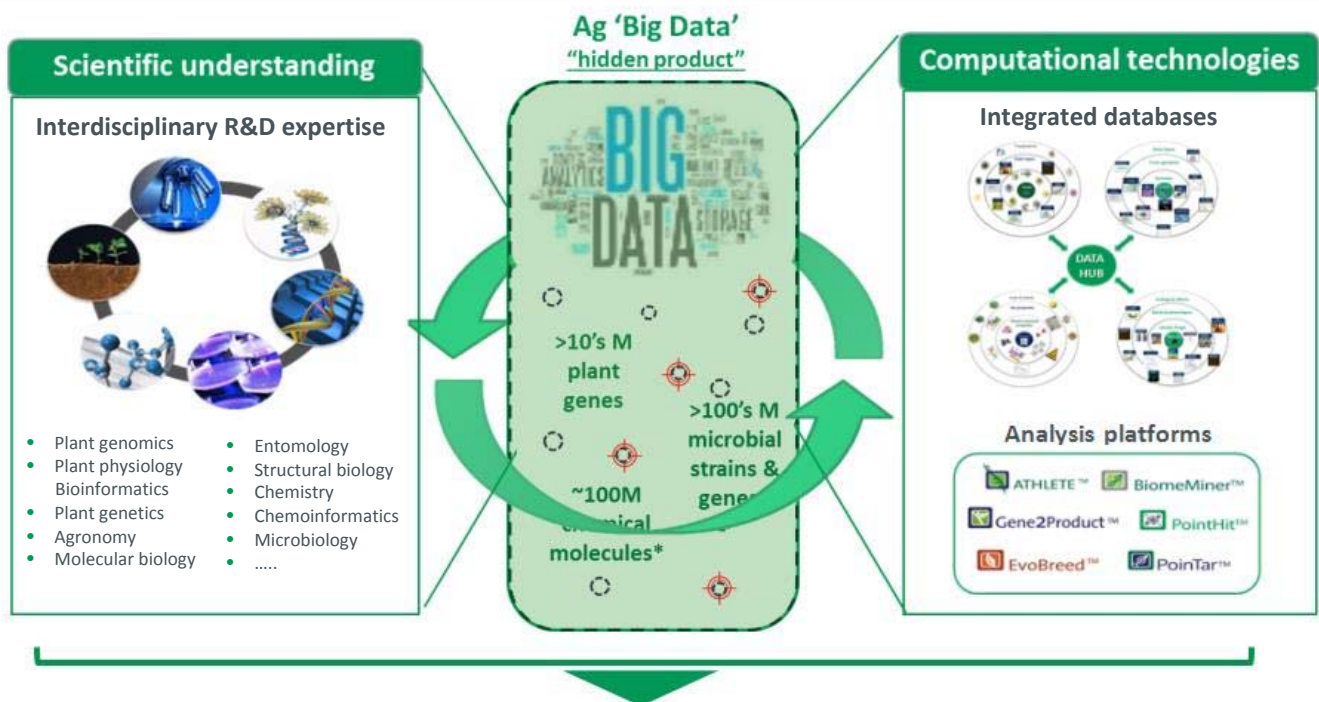 Ag 'Big Data'
"hidden product"
Scientific understanding
Interdisciplinary R&D expertise
• Plant genomics
• Plant physiology
Bioinformatics
• Plant genetics
• Agronomy
• Molecular biology
• Entomology
• Structural biology
• Chemistry
• Chemoinformatics
• Microbiology
• .....
BIG
ANALYTICS
DATA
STORAGE
>10's M
plant
genes
>100's M
microbial
strains &
~100M
molecules*
Computational technologies
Integrated databases
DATA
HUB
Analysis platforms
ATHLETE™ BiomeMiner™
Gene2Product™ PointHit™
EvoBreed™ PoinTar™